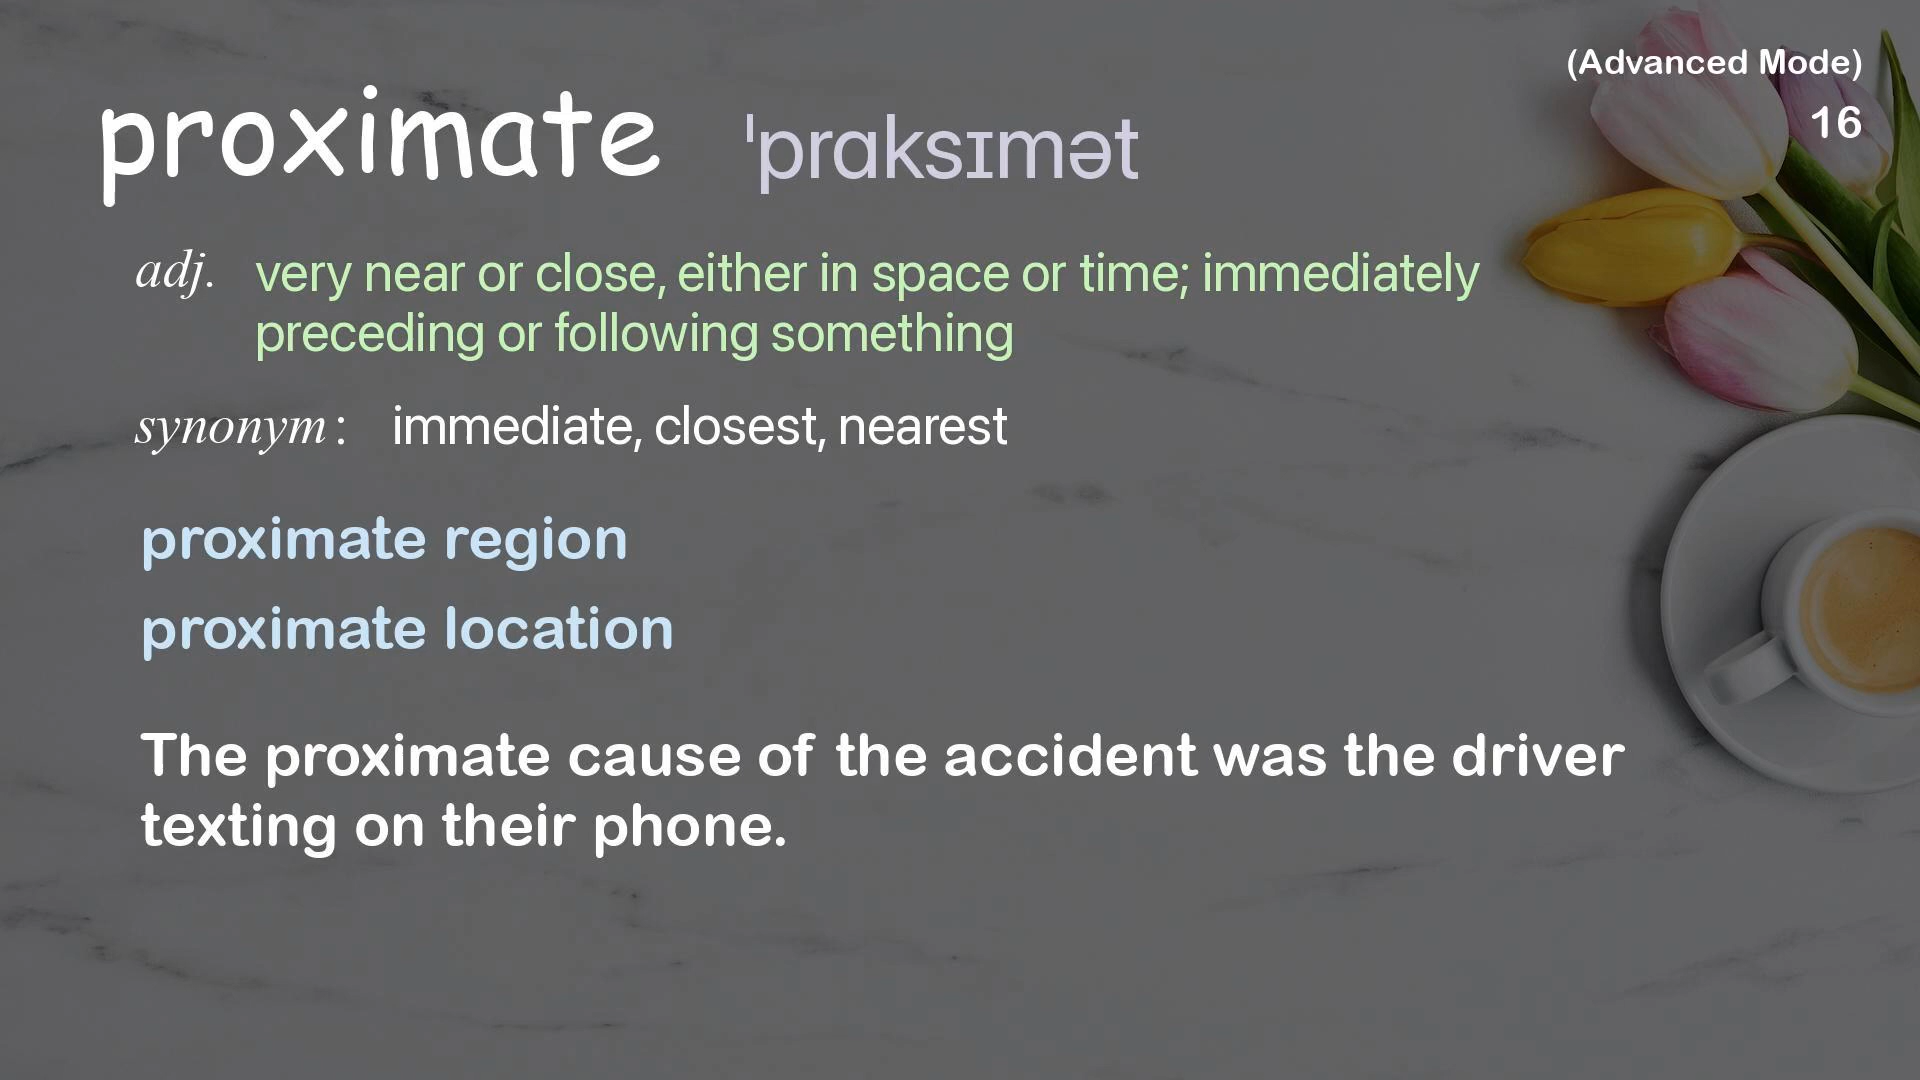 (Advanced Mode)
16
proximate ˈprɑksɪmət
adj. very near or close, either in space or time; immediately
preceding or following something
synonym: immediate, closest, nearest
proximate region
proximate location
The proximate cause of the accident was the driver
texting on their phone.